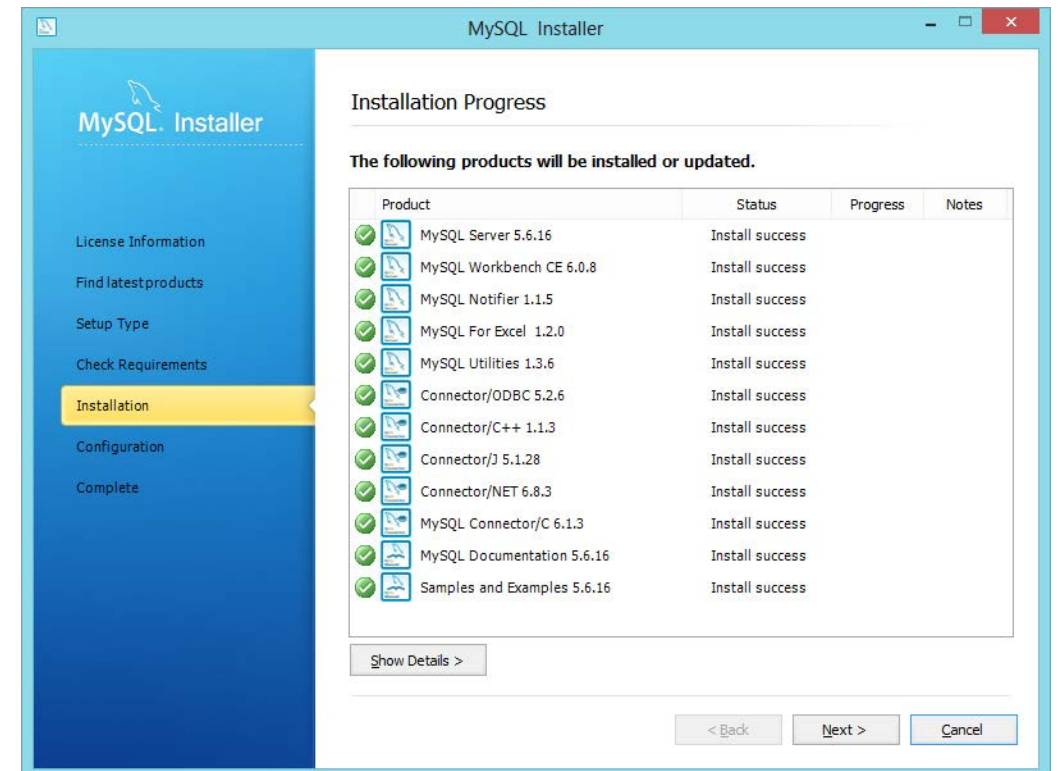 MySQL Installer
MySQL. Installer
License Information
Find latest products
Setup Type
Check Requirements
Installation
Configuration
Complete
Installation Progress
The following products will be installed or updated.
Product Status Progress Notes
MySQL Server 5.6.16 Install success
MySQL Workbench CE 6.0.8 Install success
MySQL Notifier 1.1.5 Install success
MySQL For Excel 1.2.0 Install success
MySQL Utilities 1.3.6 Install success
Connector/ODBC 5.2.6 Install success
Connector/C++ 1.1.3 Install success
Connector/J 5.1.28 Install success
Connector/NET 6.8.3 Install success
MySQL Connector/C 6.1.3 Install success
MySQL Documentation 5.6.16 Install success
Samples and Examples 5.6.16 Install success
Show Details >
< Back Next > Cancel